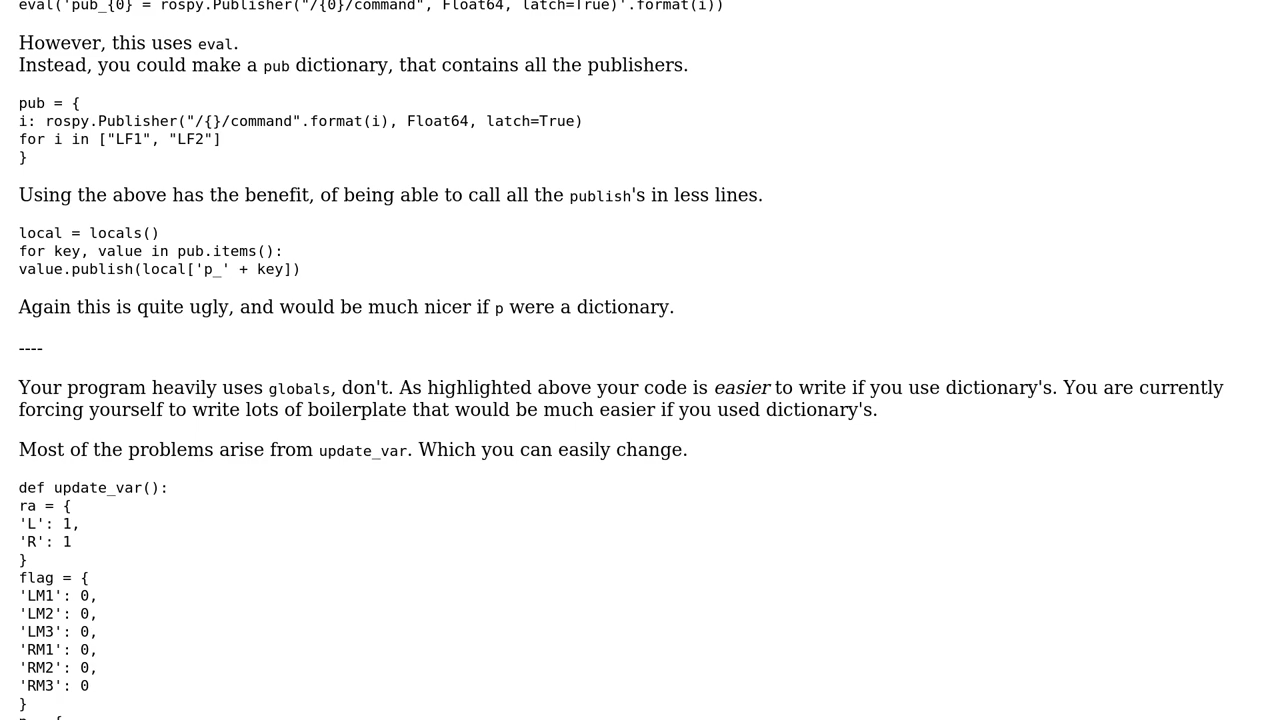 eval('pub_{0} = rospy.Publisher("/{0}/command", Float64, latch=True)'.format(i))
However, this uses eval.
Instead, you could make a pub dictionary, that contains all the publishers.
pub = {
i: rospy.Publisher("/{}/command".format(i), Float64, latch=True)
for i in ["LF1", "LF2"]
}
Using the above has the benefit, of being able to call all the publish's in less lines.
local = locals()
for key, value in pub.items():
value.publish(local['p_' + key])
Again this is quite ugly, and would be much nicer if p were a dictionary.
----
Your program heavily uses globals, don't. As highlighted above your code is easier to write if you use dictionary's. You are currently
forcing yourself to write lots of boilerplate that would be much easier if you used dictionary's.
Most of the problems arise from update_var. Which you can easily change.
def update_var():
ra = {
'L': 1,
'R': 1
}
flag = {
'LM1': 0,
'LM2': 0,
'LM3': 0,
'RM1': 0,
'RM2': 0,
'RM3': 0
}